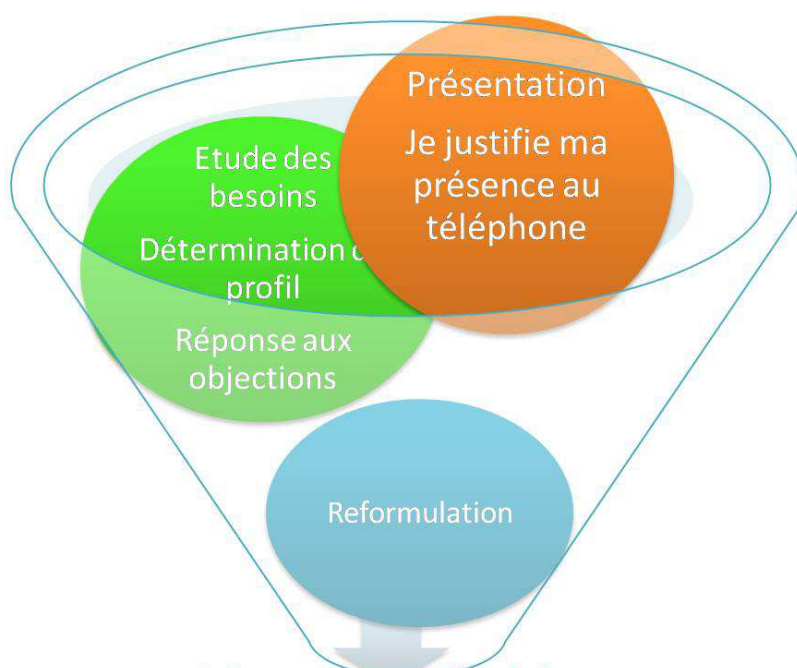 Présentation
Je justifie ma
présence au
téléphone
Etude des
besoins
Détermination
profil
Réponse aux
objections
Reformulation